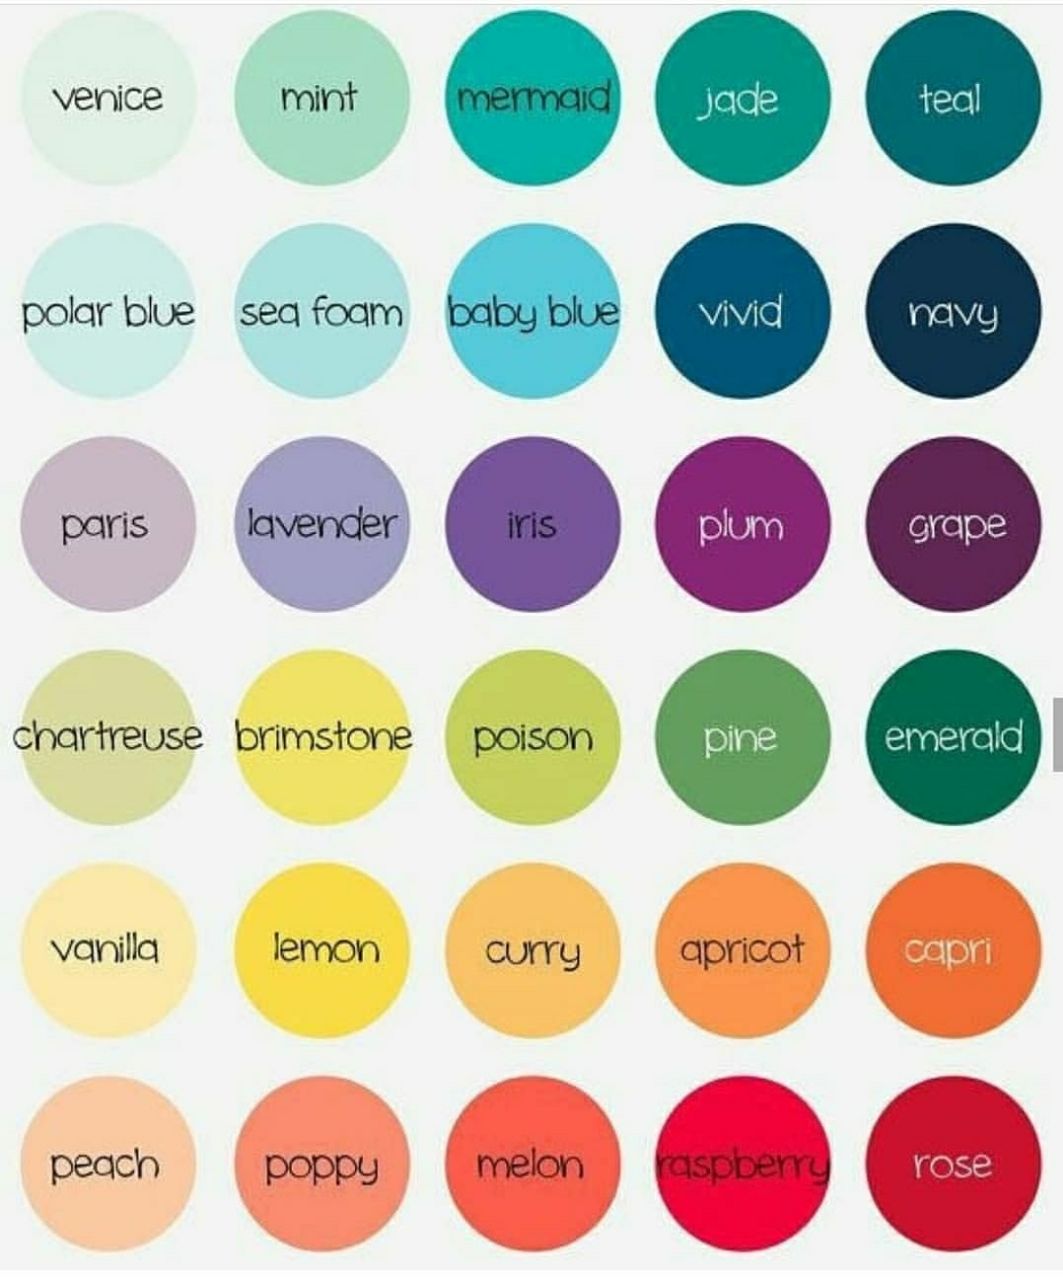 venice mint mermaid jade teal
polar blue sea foam baby blue vivid navy
paris lavender iris plum grape
chartreuse brimstone poison pine emerald
vanilla lemon curry apricot capri
peach poppy melon raspberry rose